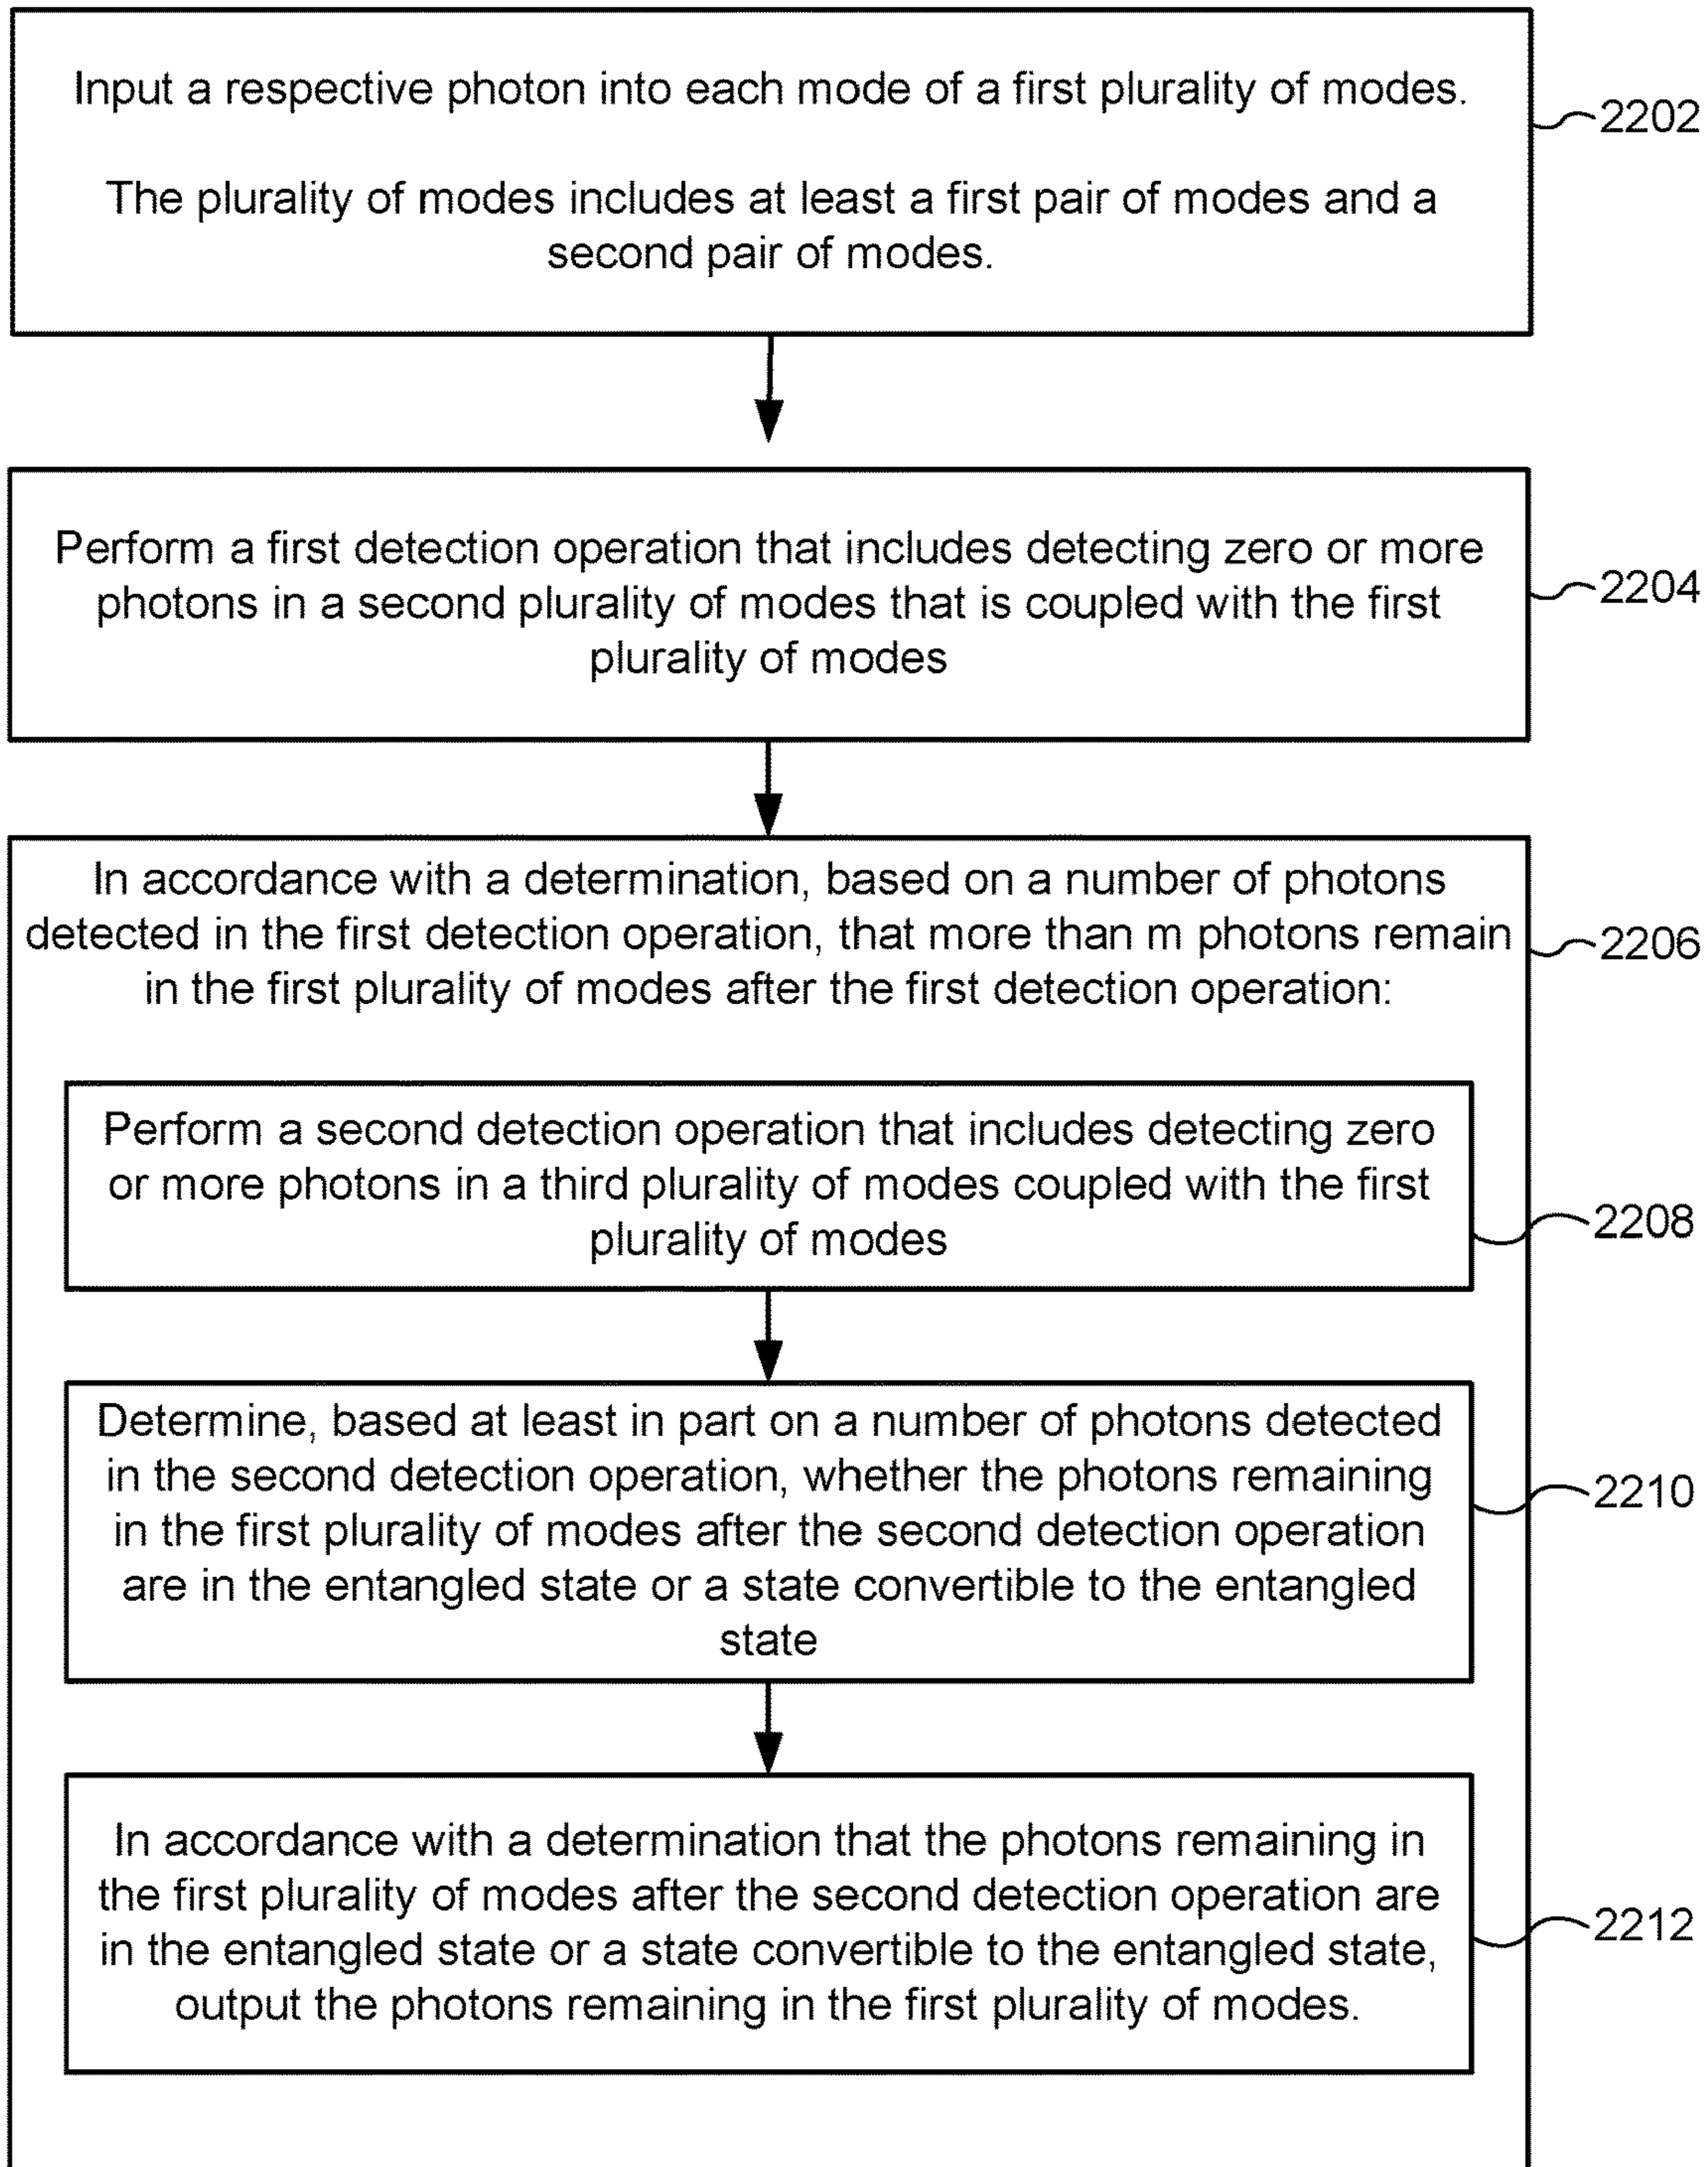 Input a respective photon into each mode of a first plurality of modes.
The plurality of modes includes at least a first pair of modes and a
second pair of modes.
2202
Perform a first detection operation that includes detecting zero or more
photons in a second plurality of modes that is coupled with the first
plurality of modes
2204
In accordance with a determination, based on a number of photons
detected in the first detection operation, that more than m photons remain
in the first plurality of modes after the first detection operation:
2206
Perform a second detection operation that includes detecting zero
or more photons in a third plurality of modes coupled with the first
plurality of modes
2208
Determine, based at least in part on a number of photons detected
in the second detection operation, whether the photons remaining
in the first plurality of modes after the second detection operation
are in the entangled state or a state convertible to the entangled
state
2210
In accordance with a determination that the photons remaining in
the first plurality of modes after the second detection operation are
in the entangled state or a state convertible to the entangled state,
output the photons remaining in the first plurality of modes.
2212